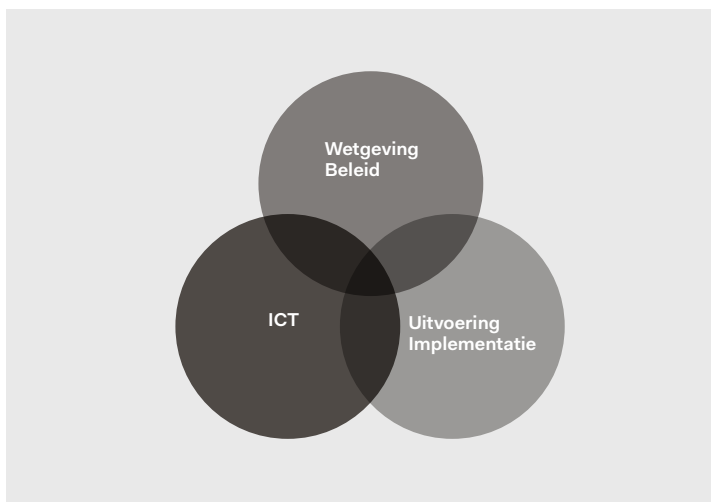 Wetgeving
Beleid
ICT
Uitvoering
Implementatie